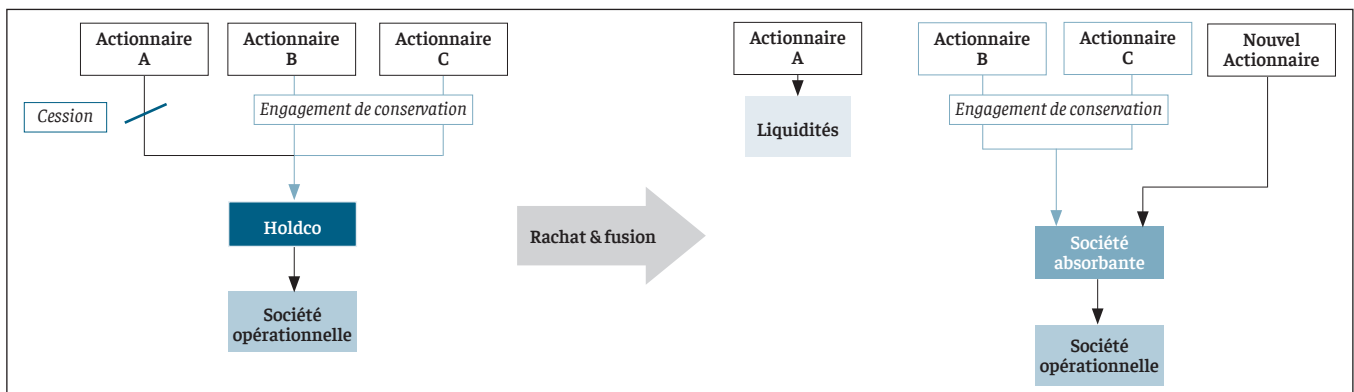 Actionnaire
A
Actionnaire
B
Actionnaire
C
Cession
Engagement de conservation
Holdco
Société
opérationnelle
Rachat & fusion
Actionnaire
A
Liquidités
Actionnaire
B
Actionnaire
C
Nouvel
Actionnaire
Engagement de conservation
Société
absorbante
Société
opérationnelle